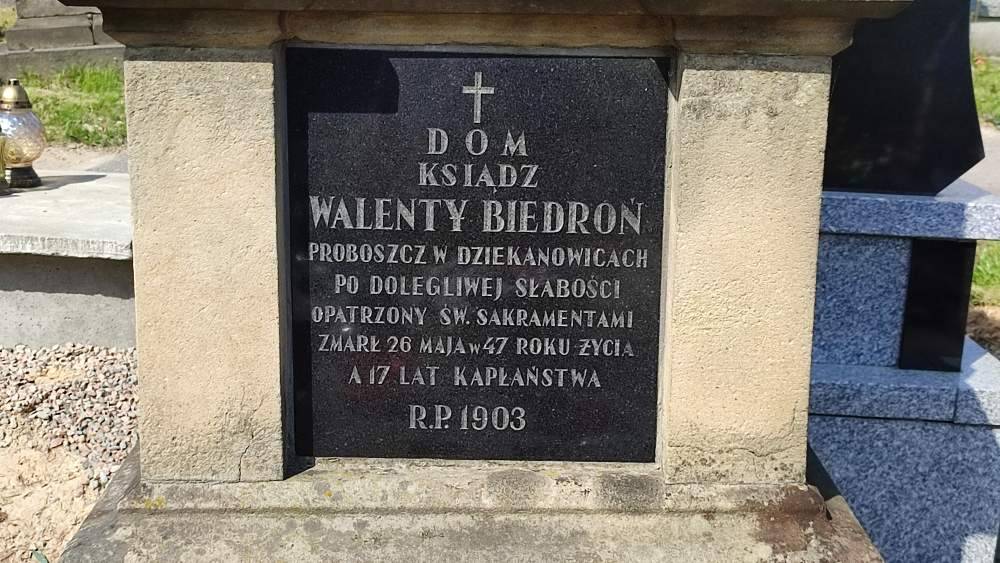 D O M
KSIĄDZ
WALENTY BIEDROŃ
PROBOSZCZ W DZIEKANOWICACH
PO DOLEGLIWEJ SŁABOŚCI
OPATRZONY ŚW. SAKRAMENTAMI
ZMARŁ 26 MAJA w 47 ROKU ŻYCIA
A 17 LAT KAPŁAŃSTWA
R.P. 1903